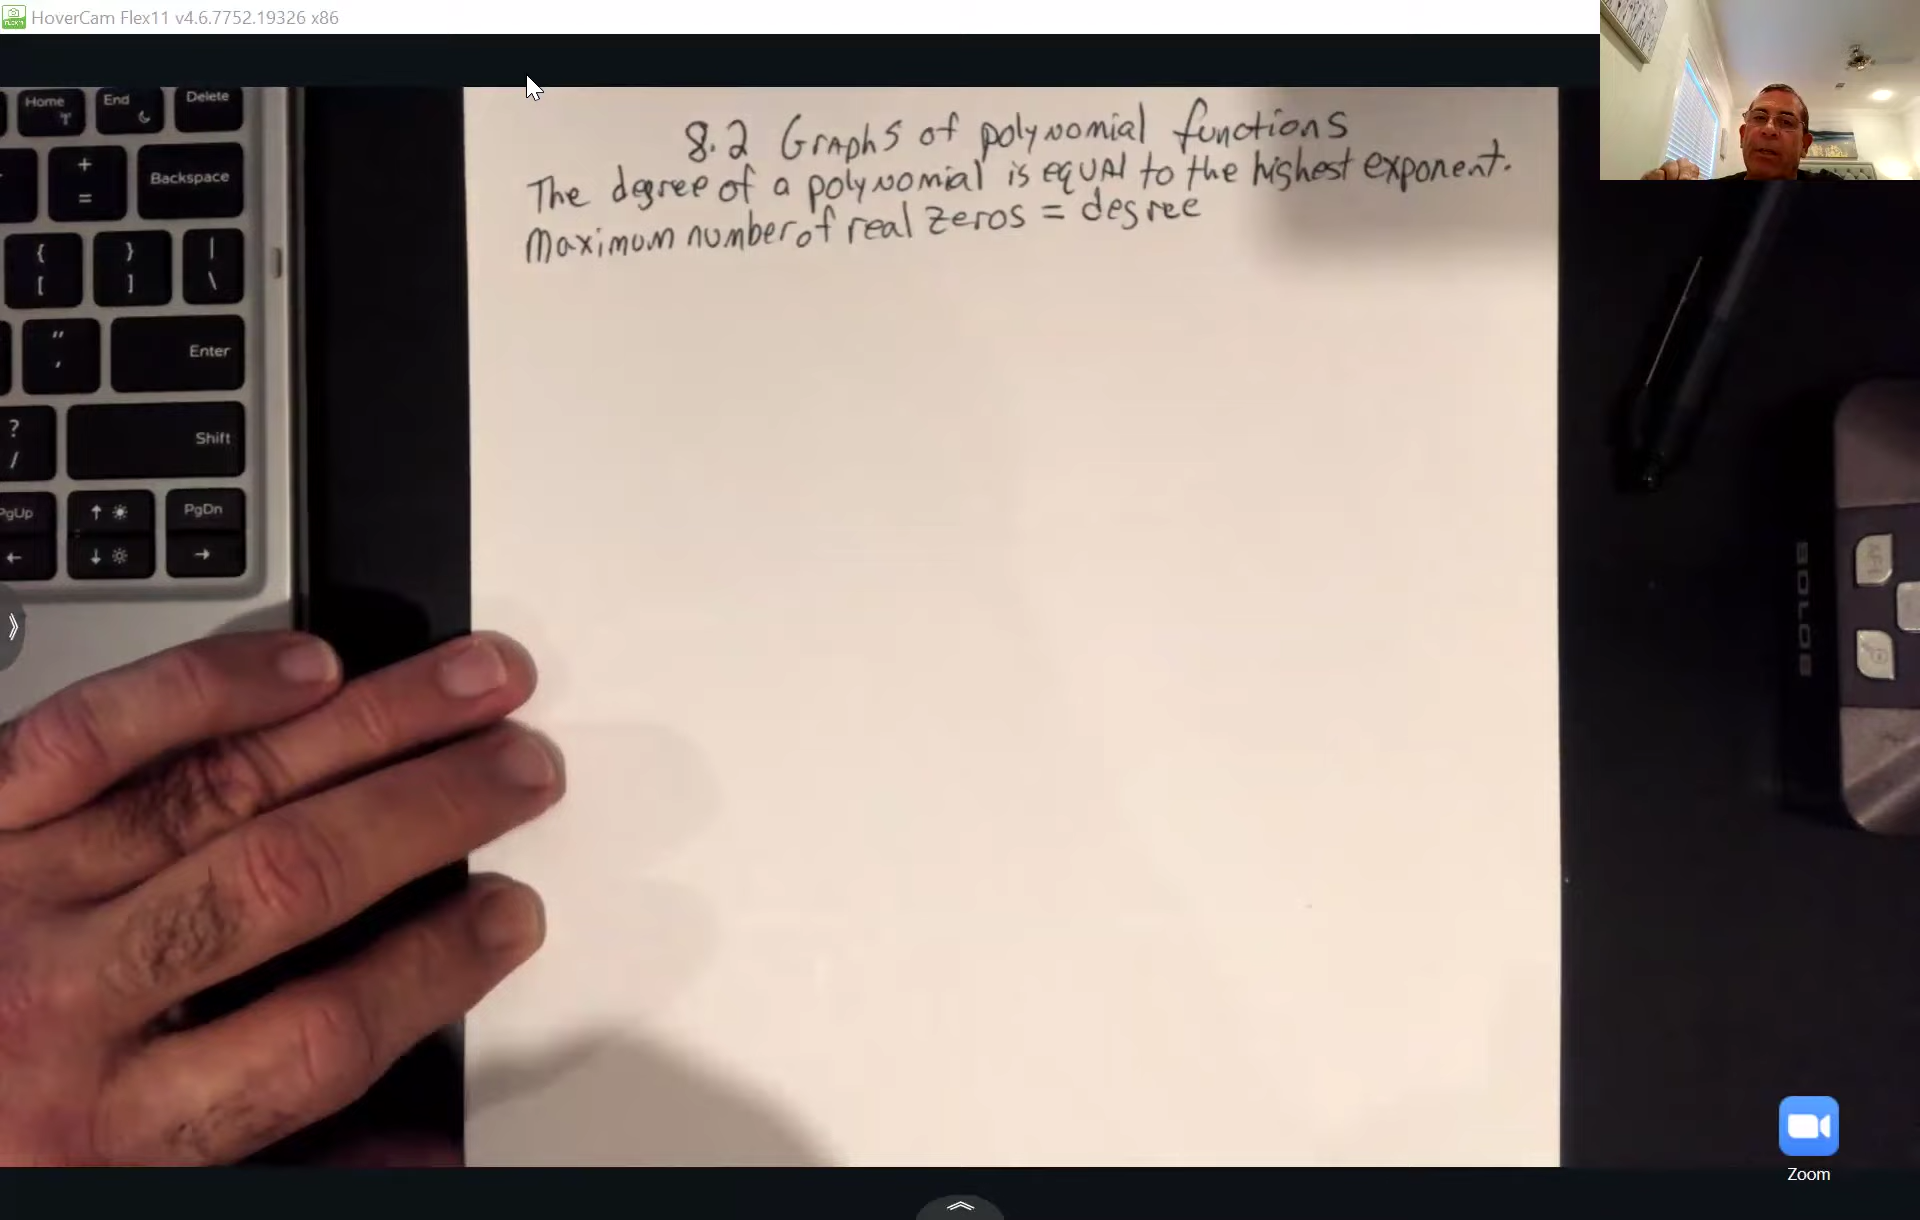 HoverCam Flex11 v4.6.7752.19326 x86
Home
End
Delete
+
=
Backspace
{
[
}
]
|
\
"
'
Enter
?
/
Shift
PgUp
PgDn
8.2 Graphs of polynomial functions
The degree of a polynomial is equal to the highest exponent.
Maximum number of real zeros = degree
Zoom